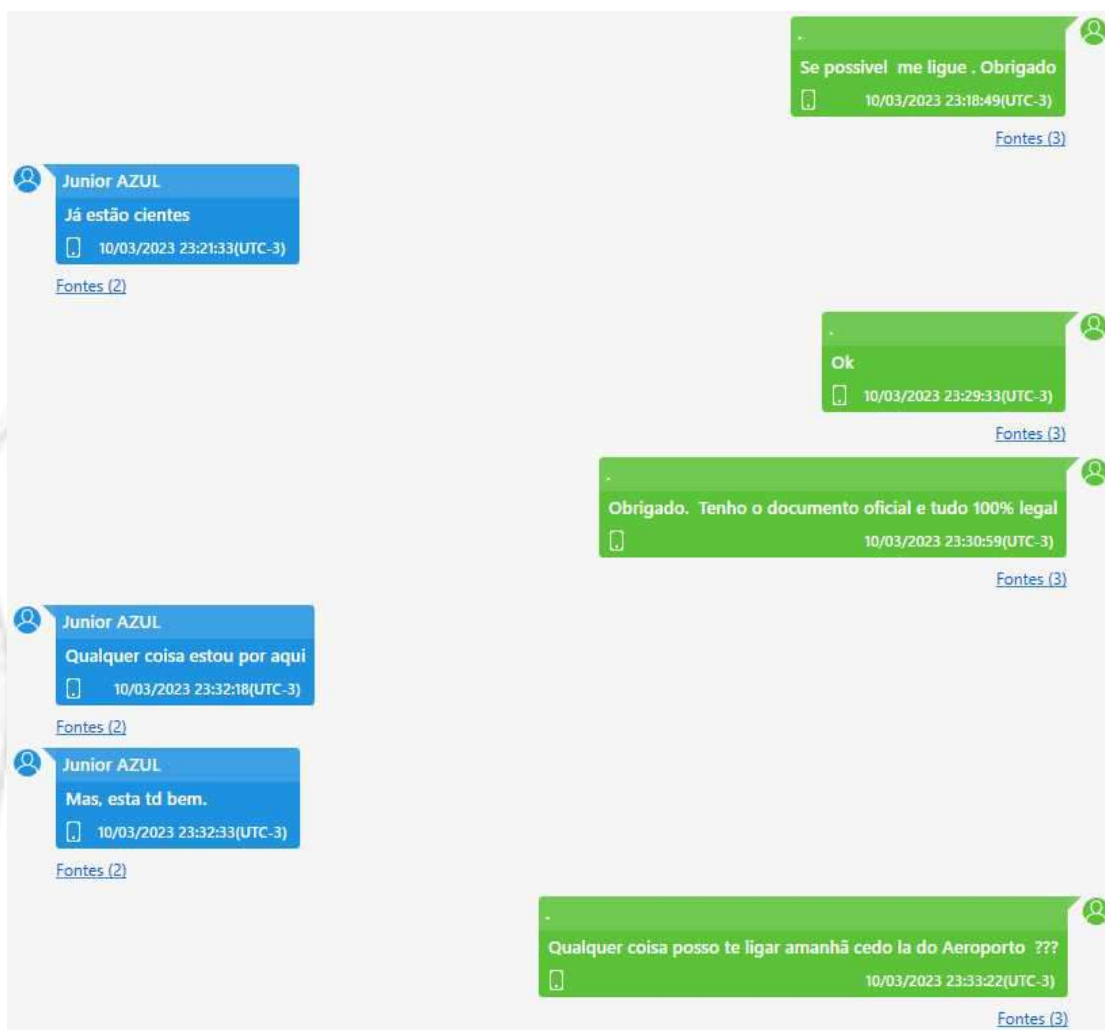 .
Se possivel  me ligue . Obrigado
10/03/2023 23:18:49(UTC-3)
Fontes (3)
Junior AZUL
Já estão cientes
10/03/2023 23:21:33(UTC-3)
Fontes (2)
.
Ok
10/03/2023 23:29:33(UTC-3)
Fontes (3)
.
Obrigado.  Tenho o documento oficial e tudo 100% legal
10/03/2023 23:30:59(UTC-3)
Fontes (3)
Junior AZUL
Qualquer coisa estou por aqui
10/03/2023 23:32:18(UTC-3)
Fontes (2)
Junior AZUL
Mas, esta td bem.
10/03/2023 23:32:33(UTC-3)
Fontes (2)
.
Qualquer coisa posso te ligar amanhã cedo la do Aeroporto  ???
10/03/2023 23:33:22(UTC-3)
Fontes (3)